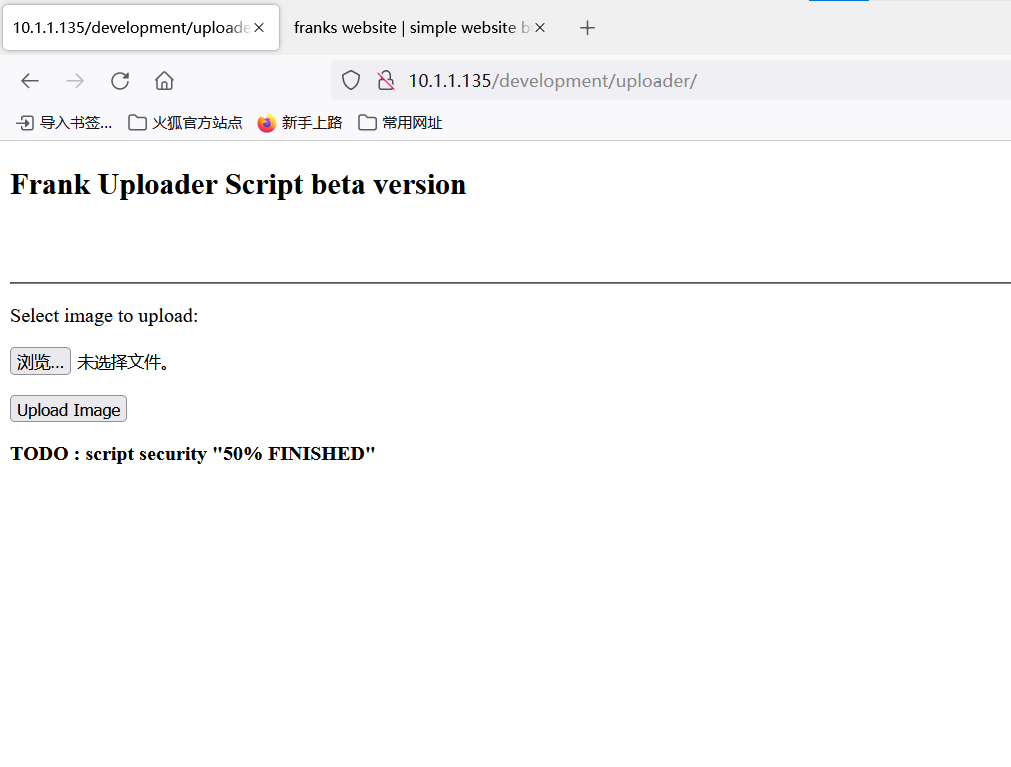 10.1.1.135/development/uploade
franks website | simple website b
10.1.1.135/development/uploader/
导入书签...
火狐官方站点
新手上路
常用网址
Frank Uploader Script beta version
Select image to upload:
浏览... 未选择文件。
Upload Image
TODO : script security "50% FINISHED"